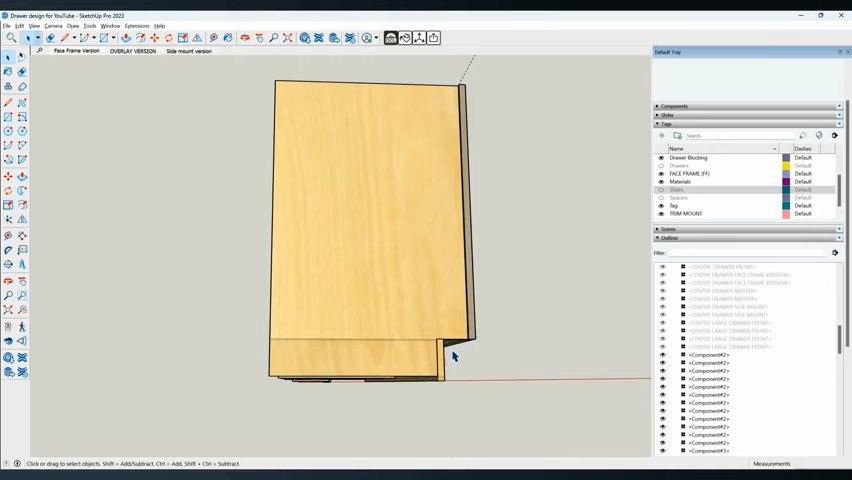 Drawer design for YouTube - SketchUp Pro 2023
File Edit View Camera Draw Tools Window Extensions Help
Face Frame Version OVERLAY VERSION Side mount version
Default Tray
Components
Styles
Tags
Search
Name Dashes
Drawer Blocking Default
Drawers Default
FACE FRAME (FF) Default
Materials Default
Slides Default
Spacers Default
Tag Default
TRIM MOUNT Default
Scenes
Outliner
Filter:
<CENTER DRAWER FRONT>
<CENTER DRAWER FACE FRAME VERSION>
<CENTER DRAWER FACE FRAME VERSION>
<CENTER DRAWER MASTER>
<CENTER DRAWER MASTER>
<CENTER DRAWER SIDE MOUNT>
<CENTER DRAWER SIDE MOUNT>
<CENTER LARGE DRAWER FRONT>
<CENTER LARGE DRAWER FRONT>
<CENTER LARGE DRAWER FRONT>
<CENTER LARGE DRAWER FRONT>
<Component#2>
<Component#2>
<Component#2>
<Component#2>
<Component#2>
<Component#2>
<Component#2>
<Component#2>
<Component#2>
<Component#2>
<Component#2>
<Component#2>
<Component#3>
Click or drag to select objects. Shift = Add/Subtract. Ctrl = Add. Shift + Ctrl = Subtract.
Measurements